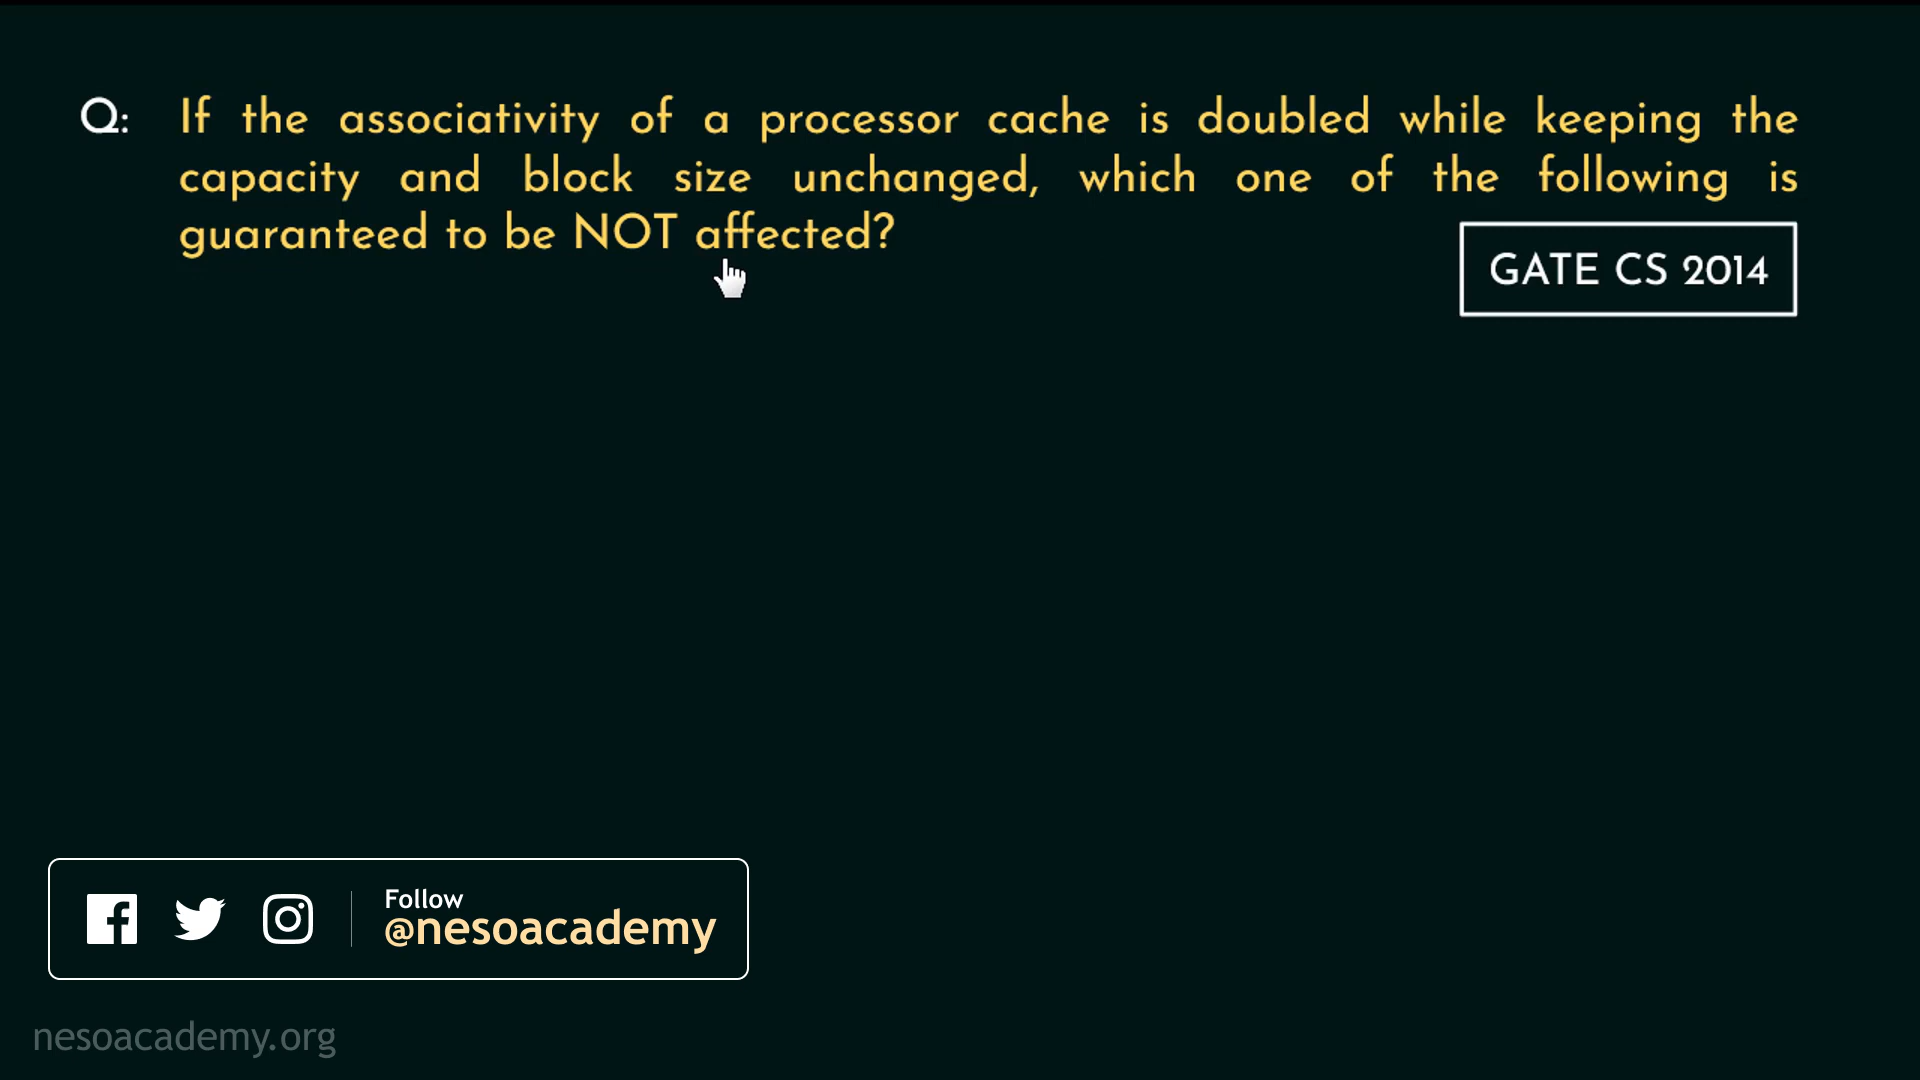 Q: If the associativity of a processor cache is doubled while keeping the
capacity and block size unchanged, which one of the following is
guaranteed to be NOT affected?
GATE CS 2014
Follow
@nesoacademy
nesoacademy.org